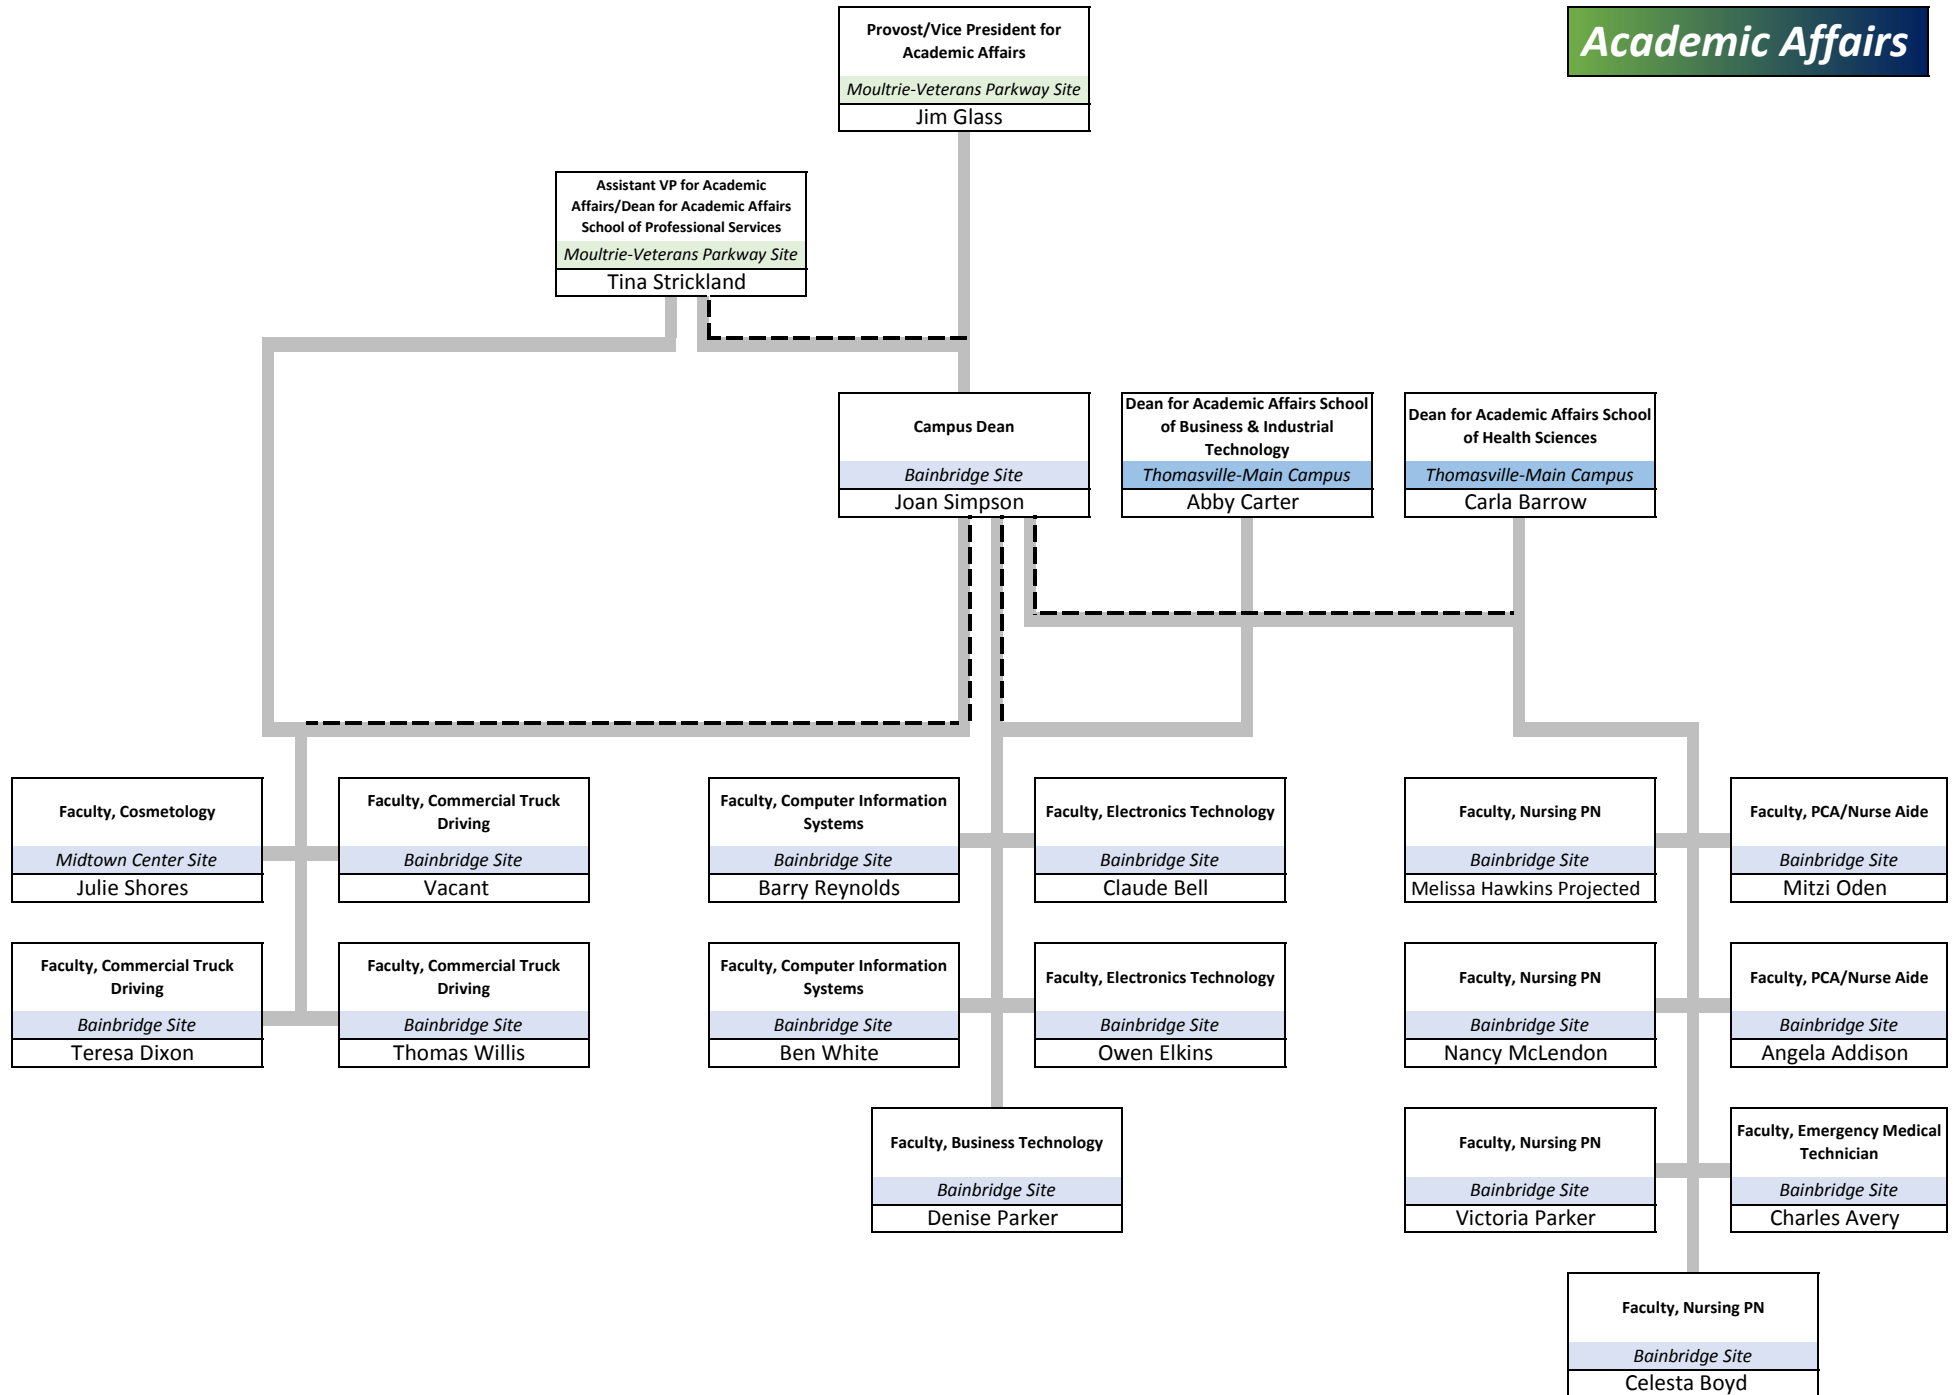 Academic Affairs
Provost/Vice President for
Academic Affairs
Moultrie-Veterans Parkway Site
Jim Glass
Assistant VP for Academic
Affairs/Dean for Academic Affairs
School of Professional Services
Moultrie-Veterans Parkway Site
Tina Strickland
Campus Dean
Bainbridge Site
Joan Simpson
Dean for Academic Affairs School
of Business & Industrial
Technology
Thomasville-Main Campus
Abby Carter
Dean for Academic Affairs School
of Health Sciences
Thomasville-Main Campus
Carla Barrow
Faculty, Cosmetology
Midtown Center Site
Julie Shores
Faculty, Commercial Truck
Driving
Bainbridge Site
Vacant
Faculty, Computer Information
Systems
Bainbridge Site
Barry Reynolds
Faculty, Electronics Technology
Bainbridge Site
Claude Bell
Faculty, Nursing PN
Bainbridge Site
Melissa Hawkins Projected
Faculty, PCA/Nurse Aide
Bainbridge Site
Mitzi Oden
Faculty, Commercial Truck
Driving
Bainbridge Site
Teresa Dixon
Faculty, Commercial Truck
Driving
Bainbridge Site
Thomas Willis
Faculty, Computer Information
Systems
Bainbridge Site
Ben White
Faculty, Electronics Technology
Bainbridge Site
Owen Elkins
Faculty, Nursing PN
Bainbridge Site
Nancy McLendon
Faculty, PCA/Nurse Aide
Bainbridge Site
Angela Addison
Faculty, Business Technology
Bainbridge Site
Denise Parker
Faculty, Nursing PN
Bainbridge Site
Victoria Parker
Faculty, Emergency Medical
Technician
Bainbridge Site
Charles Avery
Faculty, Nursing PN
Bainbridge Site
Celesta Boyd